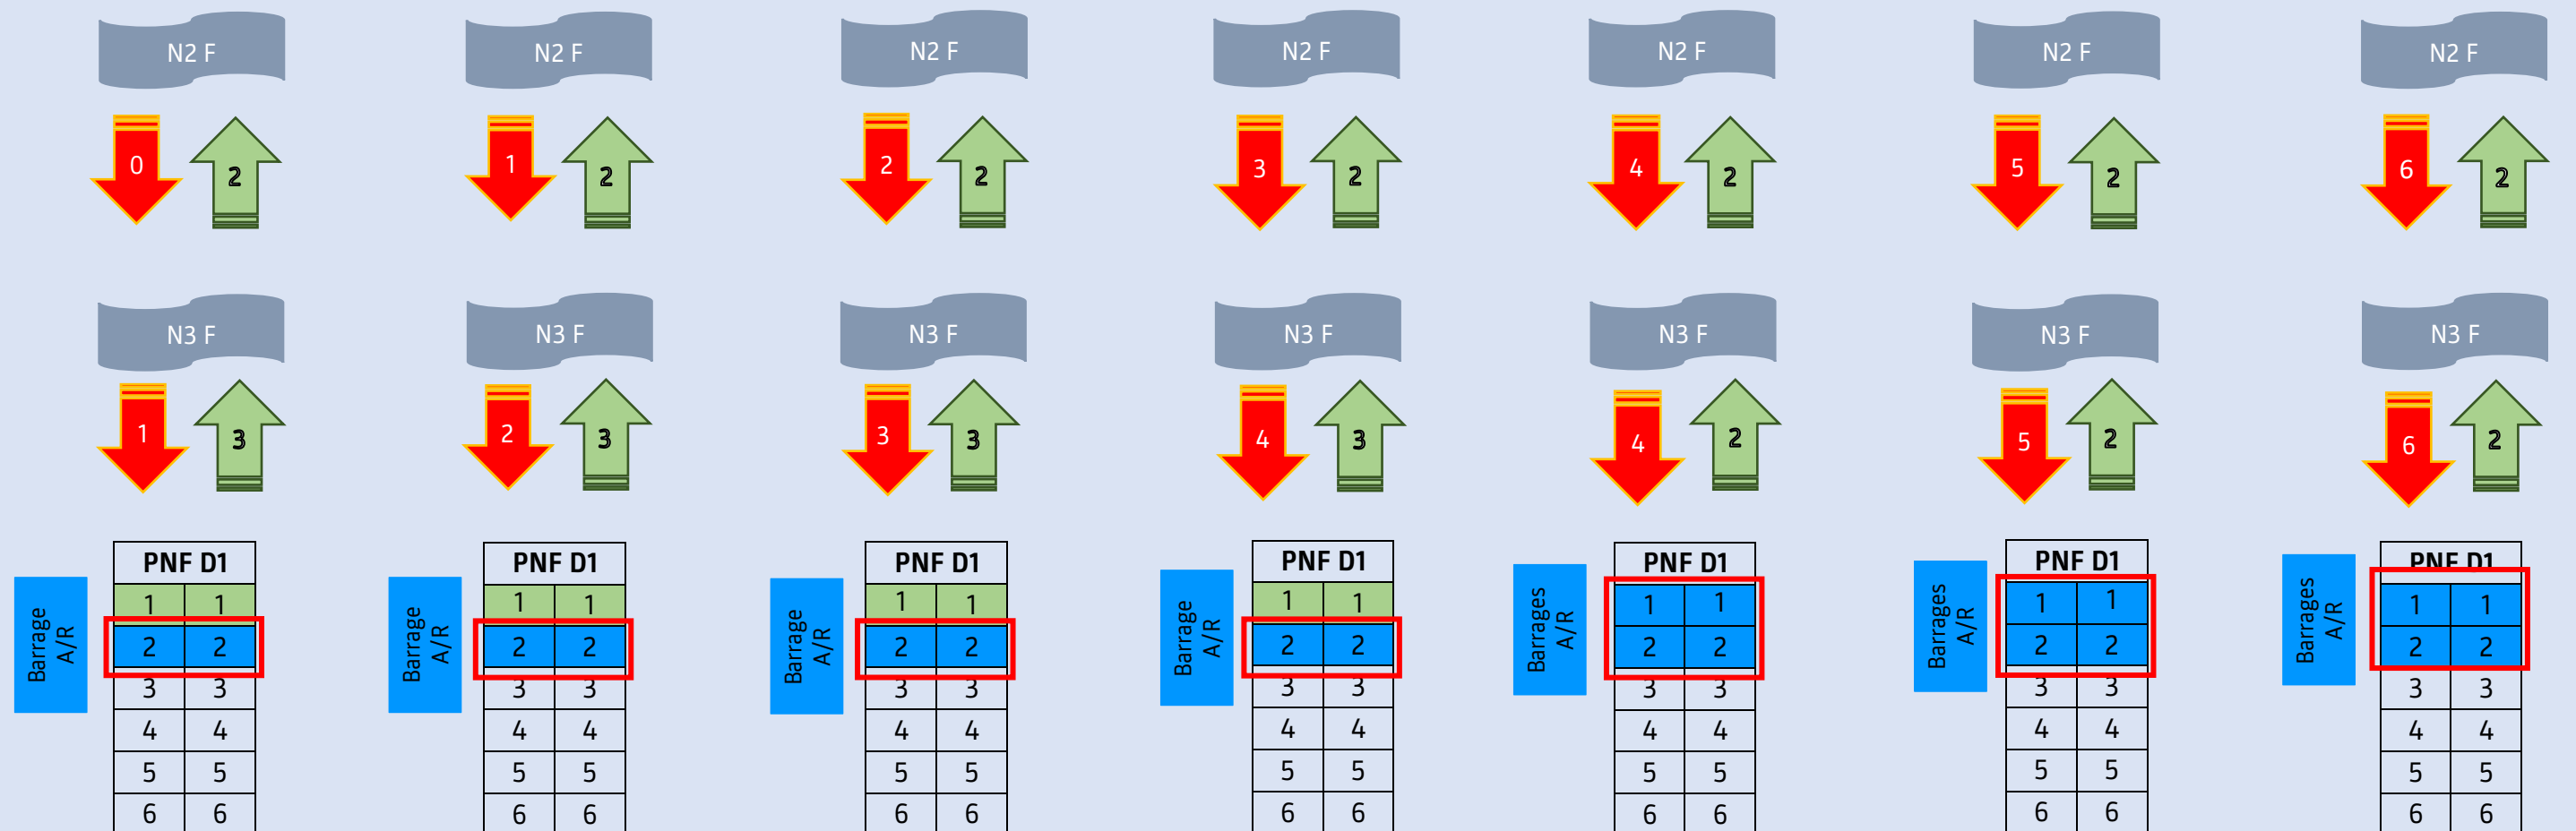 N2 F N2 F N2 F N2 F N2 F N2 F N2 F
0 2 1 2 2 2 3 2 4 2 5 2 6 2
N3 F N3 F N3 F N3 F N3 F N3 F N3 F
1 3 2 3 3 3 4 3 4 2 5 2 6 2
PNF D1 PNF D1 PNF D1 PNF D1 PNF D1 PNF D1 PNF D1
1 1 1 1 1 1 1 1 1 1 1 1 1 1
Barrage Barrage Barrage Barrage Barrages Barrages Barrages
A/R A/R A/R A/R A/R A/R A/R
2 2 2 2 2 2 2 2 2 2 2 2 2 2
3 3 3 3 3 3 3 3 3 3 3 3 3 3
4 4 4 4 4 4 4 4 4 4 4 4 4 4
5 5 5 5 5 5 5 5 5 5 5 5 5 5
6 6 6 6 6 6 6 6 6 6 6 6 6 6